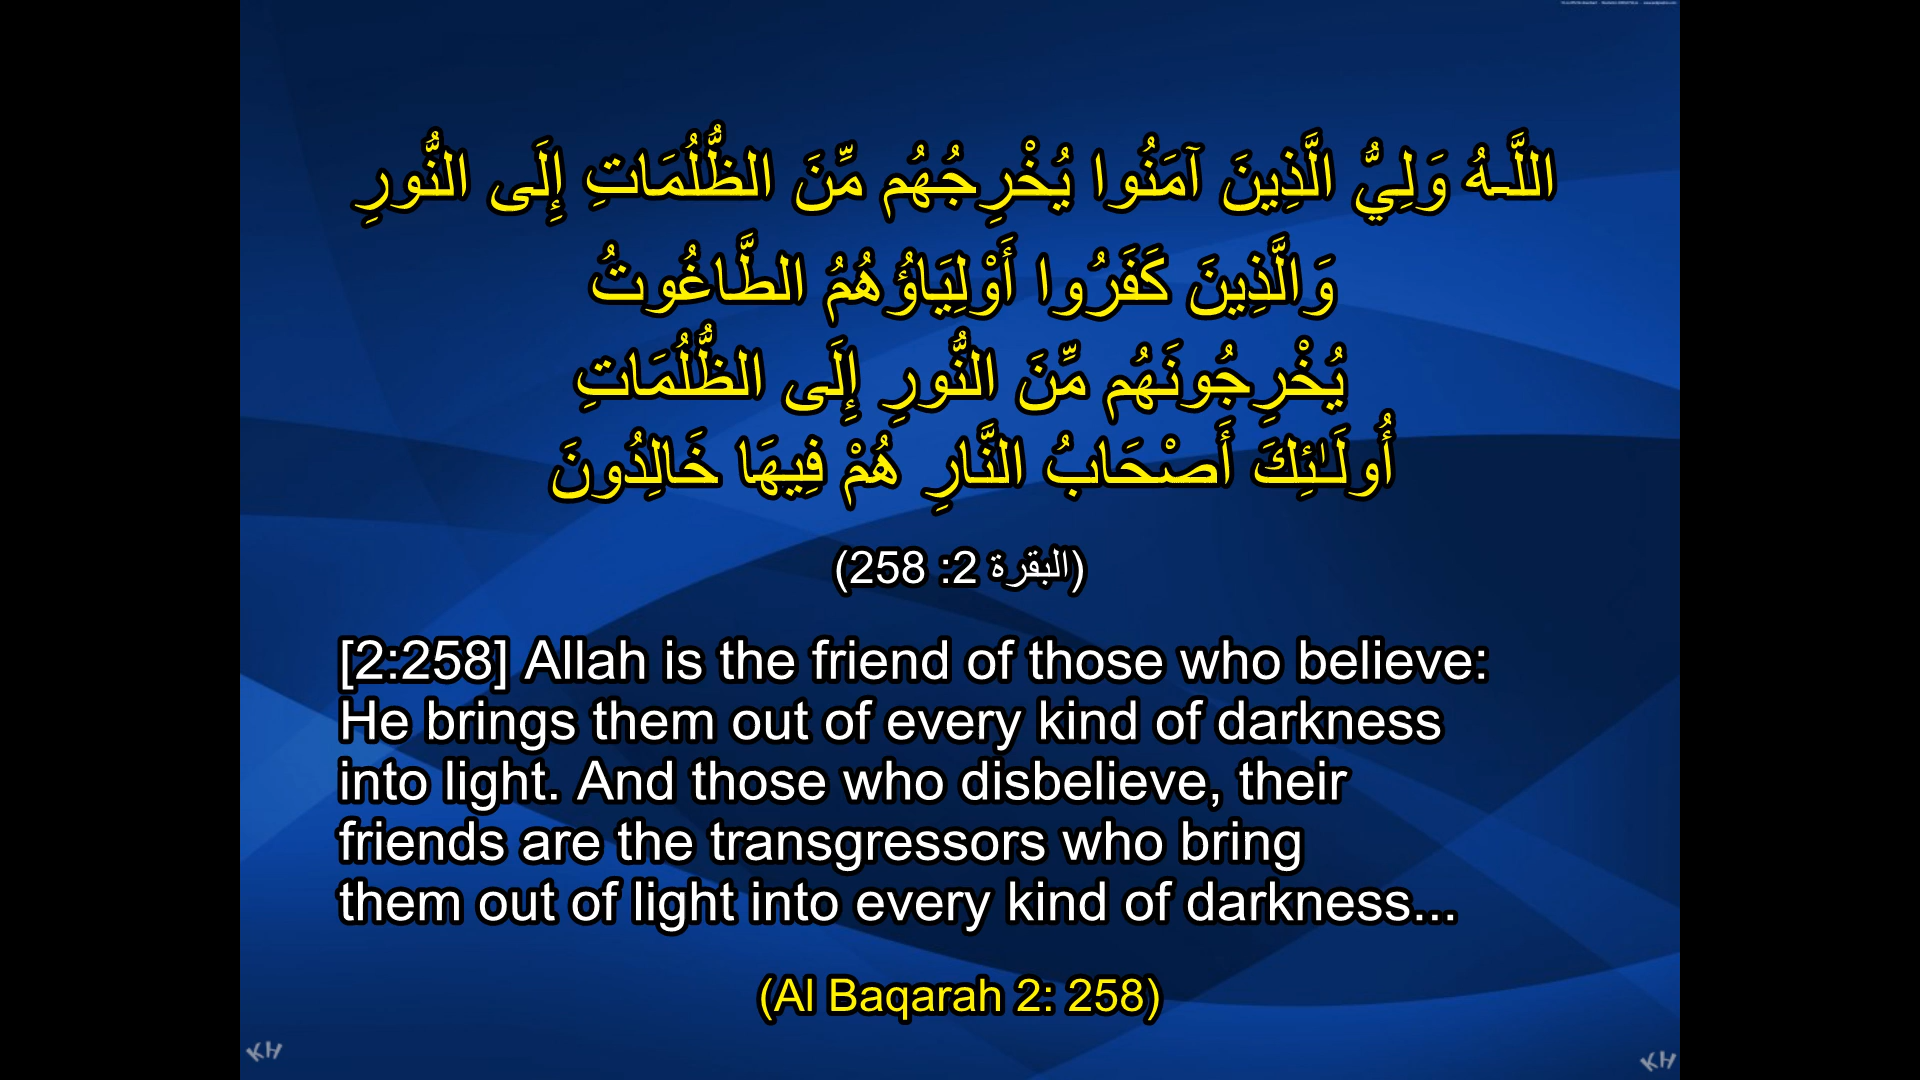 اللَّـهُ وَلِيُّ الَّذِينَ آمَنُوا يُخْرِجُهُم مِّنَ الظُّلُمَاتِ إِلَى النُّورِ
وَالَّذِينَ كَفَرُوا أَوْلِيَاؤُهُمُ الطَّاغُوتُ
يُخْرِجُونَهُم مِّنَ النُّورِ إِلَى الظُّلُمَاتِ
أُولَـٰئِكَ أَصْحَابُ النَّارِ هُمْ فِيهَا خَالِدُونَ
(البقرة 2: 258)
[2:258] Allah is the friend of those who believe:
He brings them out of every kind of darkness
into light. And those who disbelieve, their
friends are the transgressors who bring
them out of light into every kind of darkness...
(Al Baqarah 2: 258)
KH
KH